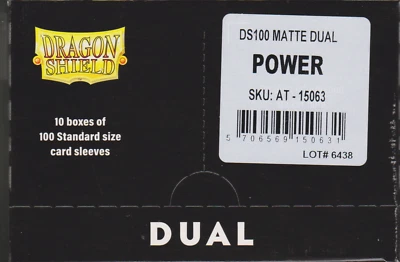 DRAGON
SHIELD
10 boxes of
100 Standard size
card sleeves
DS100 MATTE DUAL
POWER
SKU: AT - 15063
5 706569 150631
LOT# 6438
DUAL